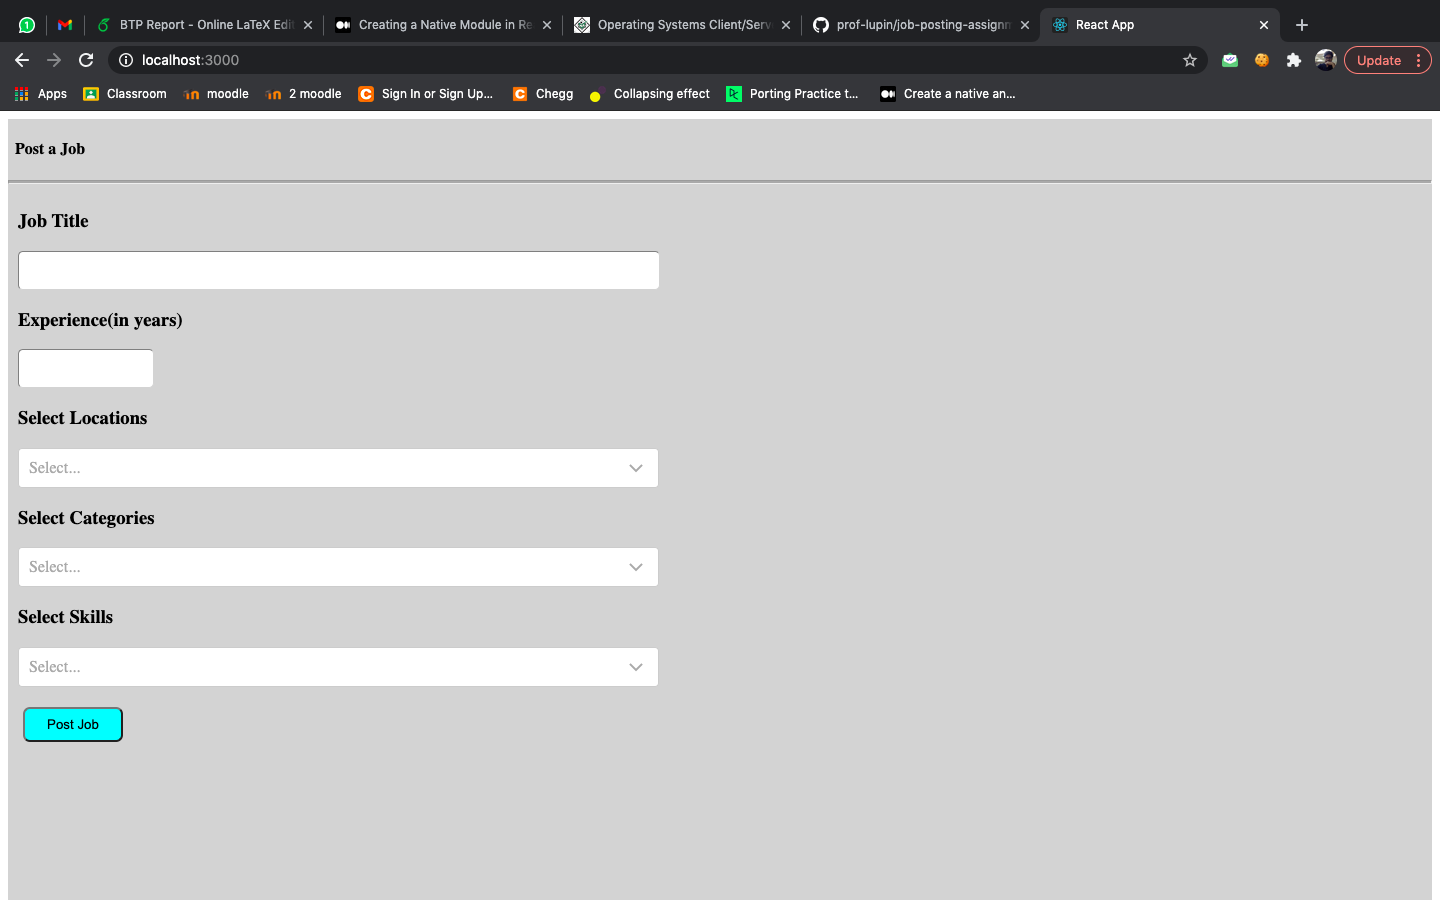 1
BTP Report - Online LaTeX Edit
Creating a Native Module in Re
Operating Systems Client/Serv
prof-lupin/job-posting-assignm
React App
localhost:3000
Update
Apps
Classroom
moodle
2 moodle
Sign In or Sign Up...
Chegg
Collapsing effect
Porting Practice t...
Create a native an...
Post a Job
Job Title
Experience(in years)
Select Locations
Select...
Select Categories
Select...
Select Skills
Select...
Post Job